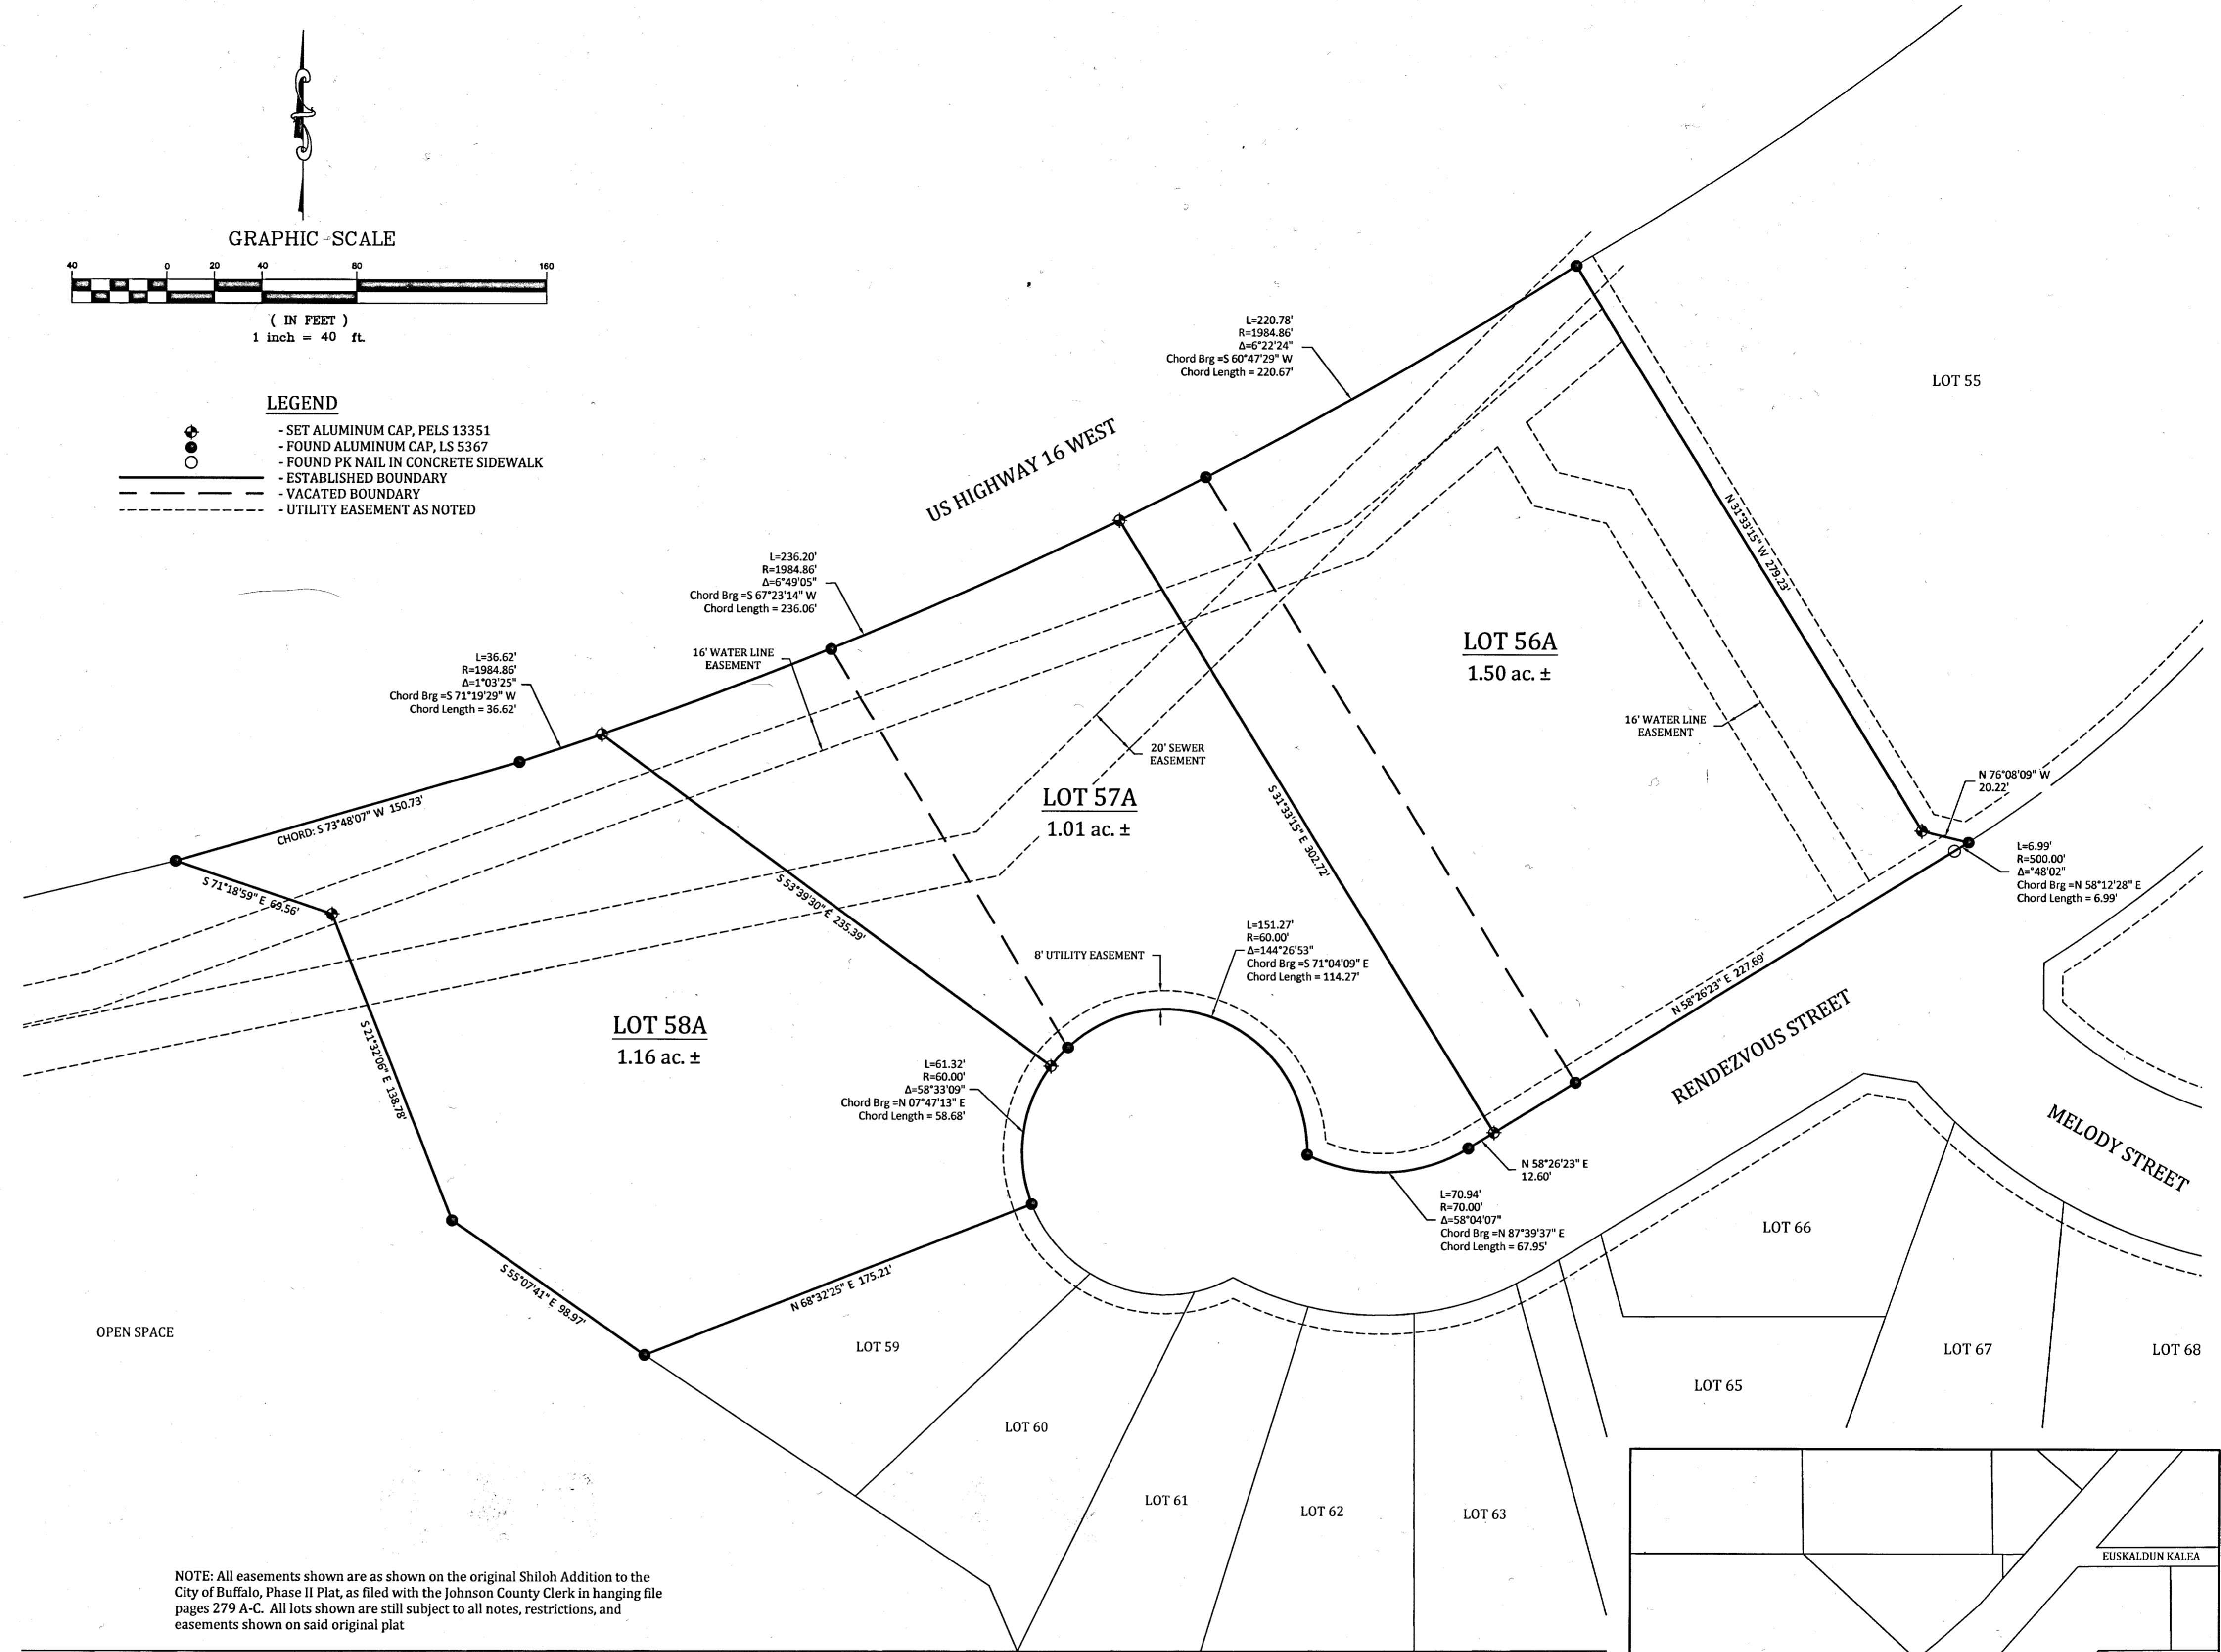 GRAPHIC SCALE
40 0 20 40 80 160
( IN FEET )
1 inch = 40 ft.
LEGEND
- SET ALUMINUM CAP, PELS 13351
- FOUND ALUMINUM CAP, LS 5367
- FOUND PK NAIL IN CONCRETE SIDEWALK
- ESTABLISHED BOUNDARY
- VACATED BOUNDARY
- UTILITY EASEMENT AS NOTED
L=220.78'
R=1984.86'
Δ=6°22'24"
Chord Brg =S 60°47'29" W
Chord Length = 220.67'
US HIGHWAY 16 WEST
LOT 55
L=236.20'
R=1984.86'
Δ=6°49'05"
Chord Brg =S 67°23'14" W
Chord Length = 236.06'
N 31°33'15" W 279.23'
L=36.62'
R=1984.86'
Δ=1°03'25"
Chord Brg =S 71°19'29" W
Chord Length = 36.62'
16' WATER LINE
EASEMENT
LOT 56A
1.50 ac. ±
16' WATER LINE
EASEMENT
20' SEWER
EASEMENT
LOT 57A
1.01 ac. ±
CHORD: S 73°48'07" W 150.73'
S 71°18'59" E 69.56'
S 53°39'30" E 235.39'
S 31°33'15" E 302.72'
N 76°08'09" W
20.22'
L=6.99'
R=500.00'
Δ=°48'02"
Chord Brg =N 58°12'28" E
Chord Length = 6.99'
8' UTILITY EASEMENT
L=151.27'
R=60.00'
Δ=144°26'53"
Chord Brg =S 71°04'09" E
Chord Length = 114.27'
N 58°26'23" E 227.69'
RENDEZVOUS STREET
LOT 58A
1.16 ac. ±
S 21°32'06" E 138.78'
L=61.32'
R=60.00'
Δ=58°33'09"
Chord Brg =N 07°47'13" E
Chord Length = 58.68'
MELODY STREET
N 58°26'23" E
12.60'
L=70.94'
R=70.00'
Δ=58°04'07"
Chord Brg =N 87°39'37" E
Chord Length = 67.95'
S 55°07'41" E 98.97'
N 68°32'25" E 175.21'
OPEN SPACE
LOT 59
LOT 60
LOT 61
LOT 62
LOT 63
LOT 65
LOT 66
LOT 67
LOT 68
EUSKALDUN KALEA
NOTE: All easements shown are as shown on the original Shiloh Addition to the
City of Buffalo, Phase II Plat, as filed with the Johnson County Clerk in hanging file
pages 279 A-C. All lots shown are still subject to all notes, restrictions, and
easements shown on said original plat